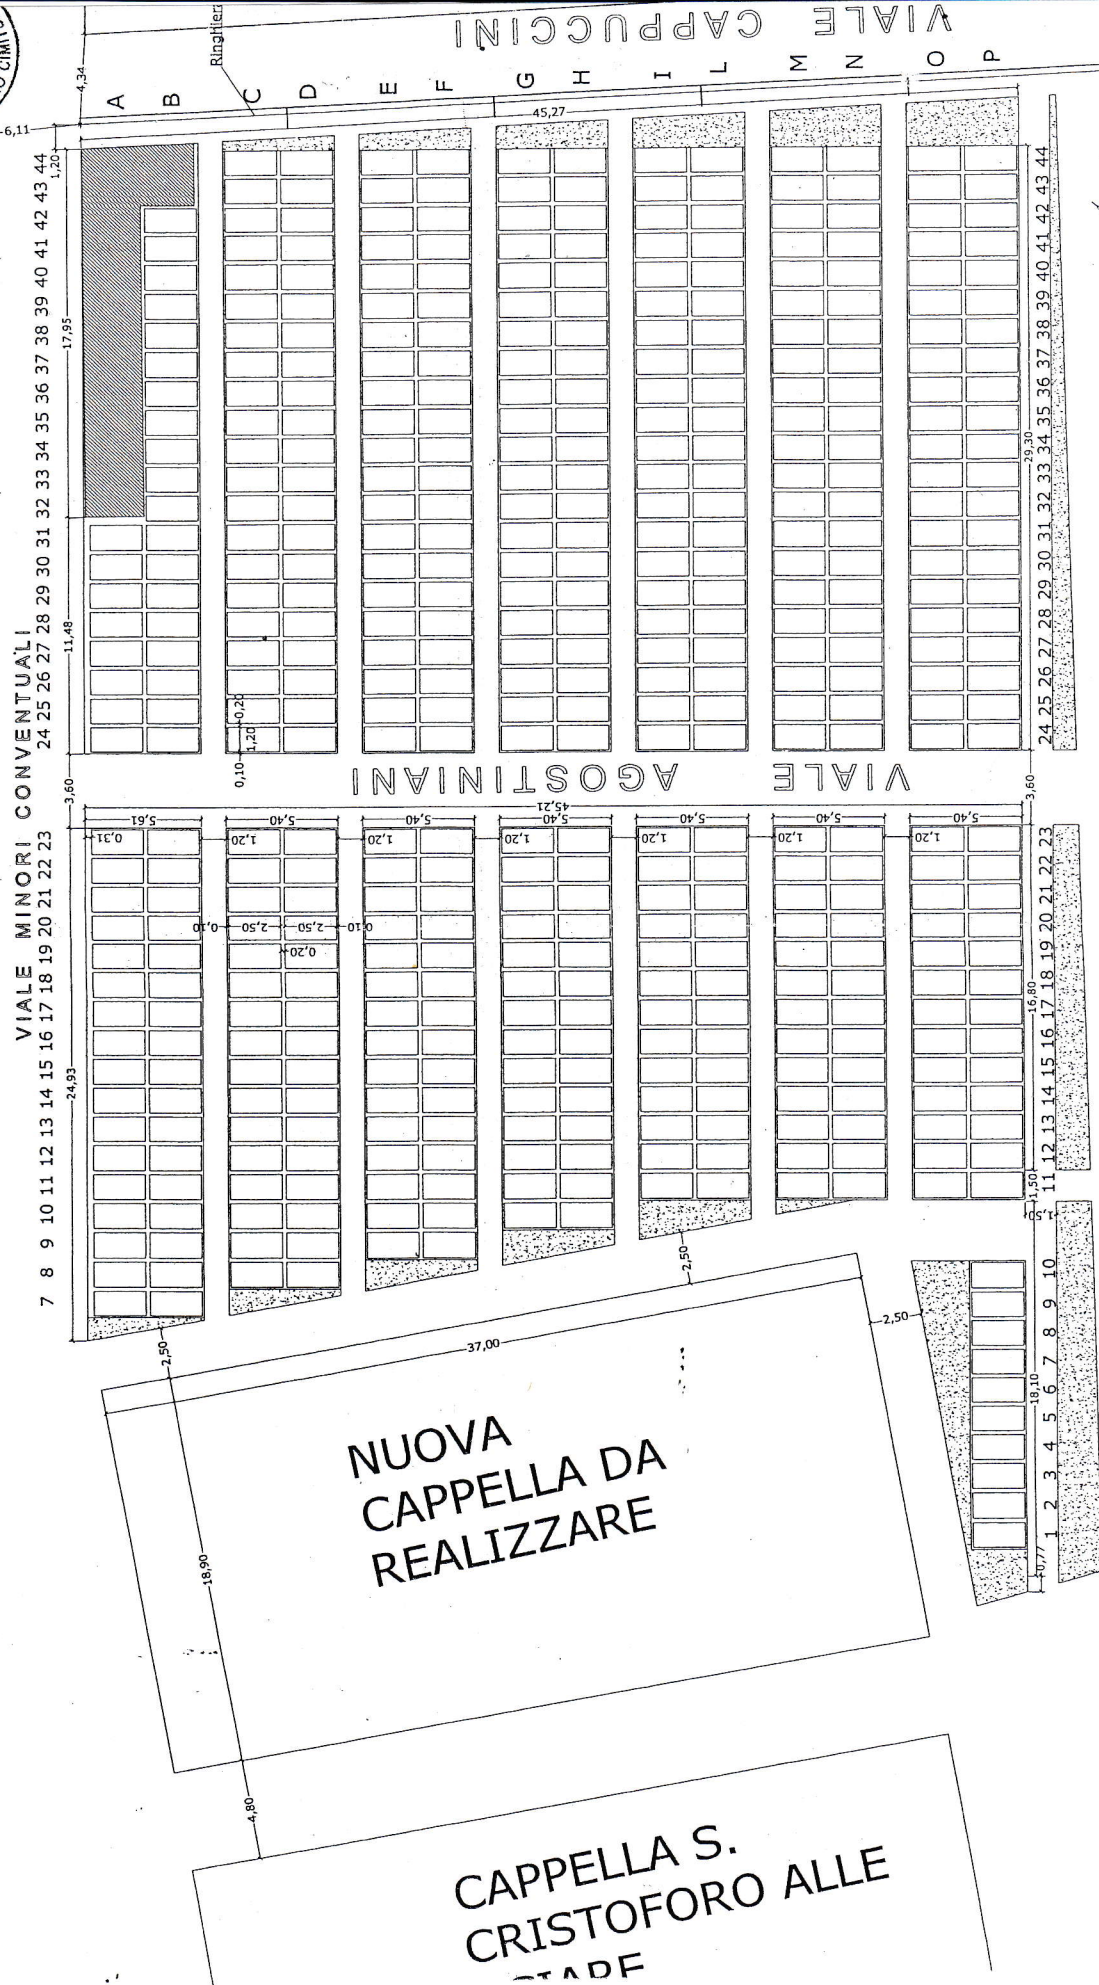 O CIMITE
VIALE CAPPUCCINI
Ringhiera
4,34
A B C D E F G H I L M N O P
6,11
45,27
1,20
44 43 42 41 40 39 38 37 36 35 34 33 32 31 30 29 28 27 26 25 24
17,95
11,48
44 43 42 41 40 39 38 37 36 35 34 33 32 31 30 29 28 27 26 25 24
29,30
VIALE MINORI CONVENTUALI
0,20
1,20
0,10
3,60
VIALE AGOSTINIANI
3,60
45,21
5,61 5,40 5,40 5,40 5,40 5,40 5,40
0,31 1,20 1,20 1,20 1,20 1,20 1,20
23 22 21 20 19 18 17 16 15 14 13 12 11 10 9 8 7
0,10 2,50 2,50 0,10
0,20
24,93
23 22 21 20 19 18 17 16 15 14 13 12 11
16,80
1,50
1,50
10 9 8 7 6 5 4 3 2 1
18,10
0,77
2,50
2,50
2,50
37,00
NUOVA
CAPPELLA DA
REALIZZARE
18,90
4,80
CAPPELLA S.
CRISTOFORO ALLE